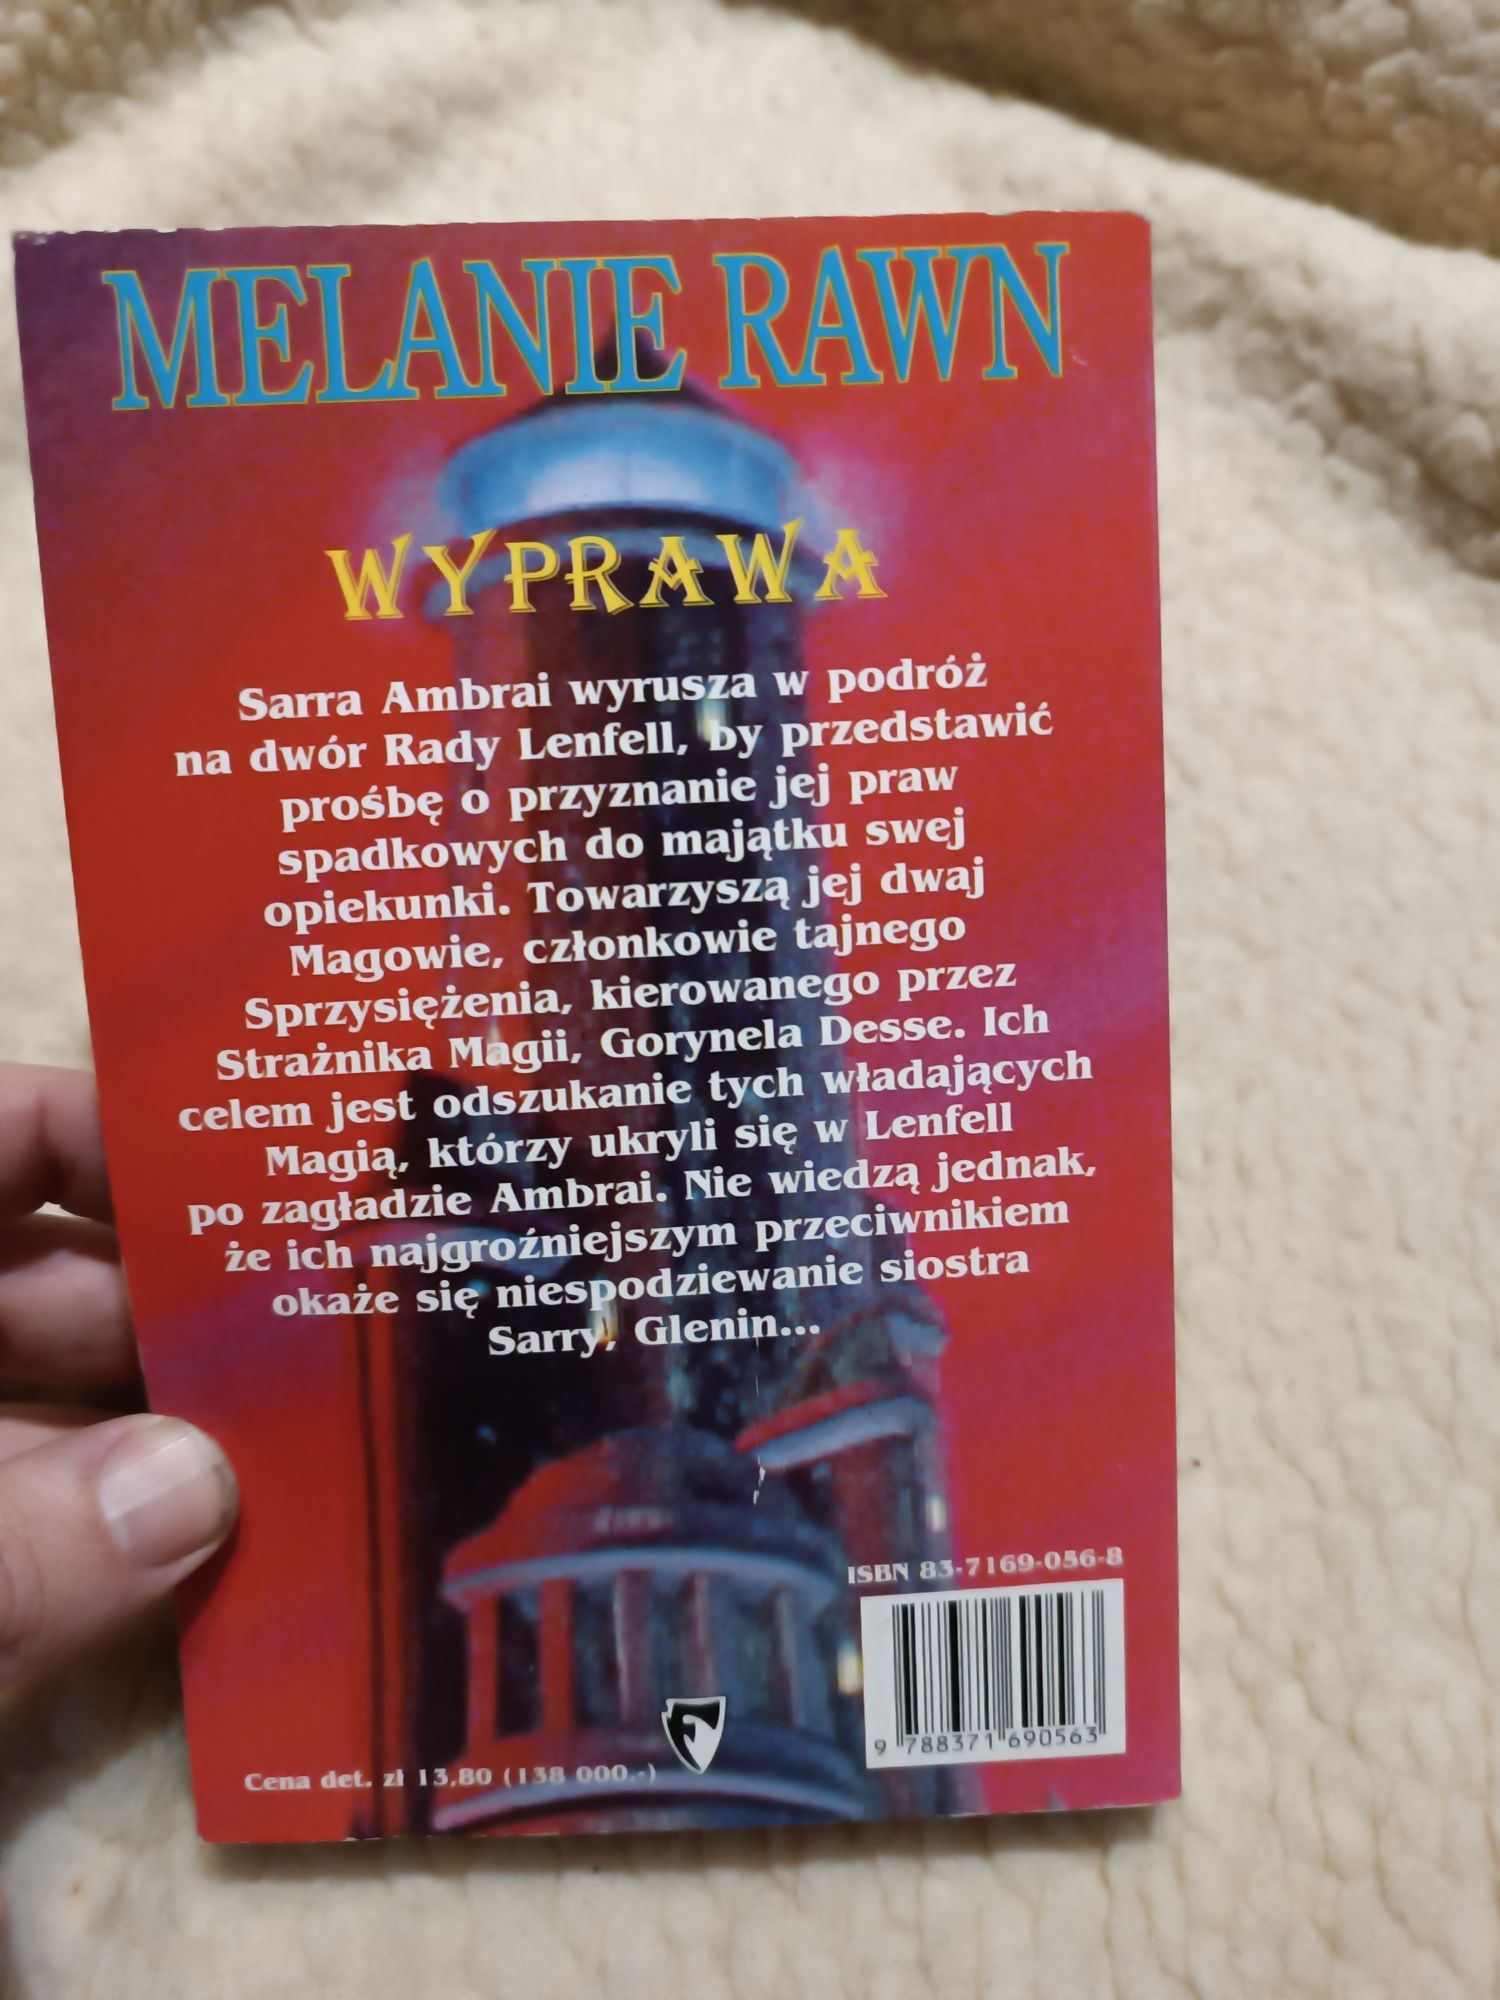 MELANIE RAWN
WYPRAWA
Sarra Ambrai wyrusza w podróż
na dwór Rady Lenfell, by przedstawić
prośbę o przyznanie jej praw
spadkowych do majątku swej
opiekunki. Towarzyszą jej dwaj
Magowie, członkowie tajnego
Sprzysiężenia, kierowanego przez
Strażnika Magii, Gorynela Desse. Ich
celem jest odszukanie tych władających
Magią, którzy ukryli się w Lenfell
po zagładzie Ambrai. Nie wiedzą jednak,
że ich najgroźniejszym przeciwnikiem
okaże się niespodziewanie siostra
Sarry, Glenin...
ISBN 83-7169-056-8
9 788371 690563
Cena det. zł 13,80 (138 000,-)